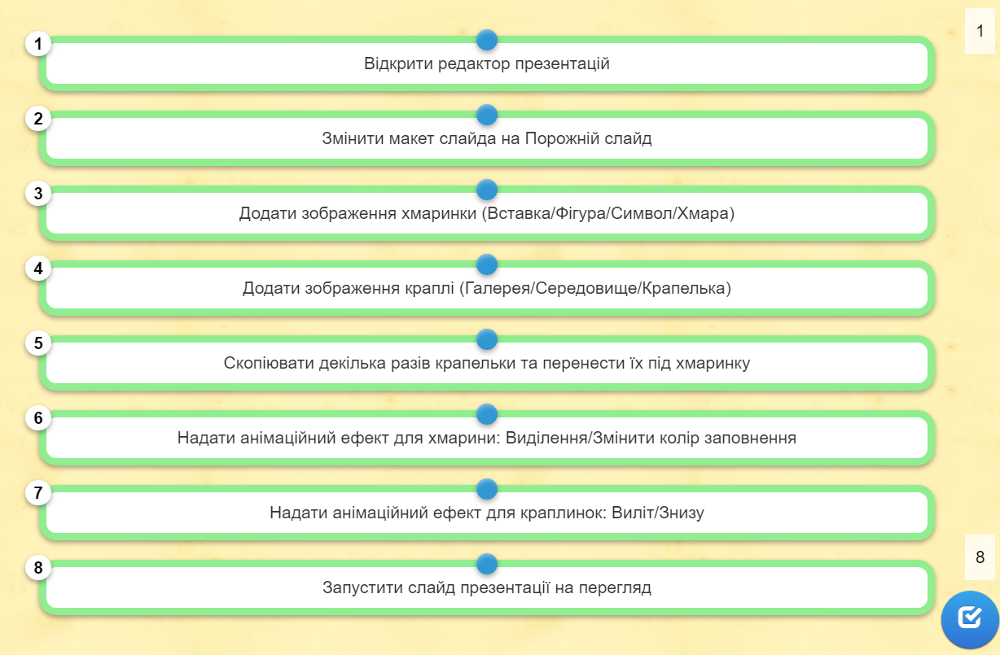 1
1
Відкрити редактор презентацій
2
Змінити макет слайда на Порожній слайд
3
Додати зображення хмаринки (Вставка/Фігура/Символ/Хмара)
4
Додати зображення краплі (Галерея/Середовище/Крапелька)
5
Скопіювати декілька разів крапельки та перенести їх під хмаринку
6
Надати анімаційний ефект для хмарини: Виділення/Змінити колір заповнення
7
Надати анімаційний ефект для краплинок: Виліт/Знизу
8
8
Запустити слайд презентації на перегляд